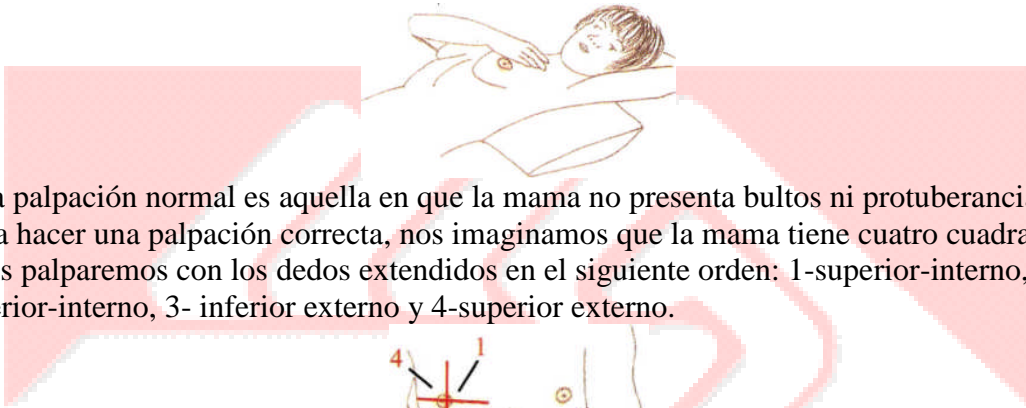 a palpación normal es aquella en que la mama no presenta bultos ni protuberancia
a hacer una palpación correcta, nos imaginamos que la mama tiene cuatro cuadra
s palparemos con los dedos extendidos en el siguiente orden: 1-superior-interno,
rior-interno, 3- inferior externo y 4-superior externo.
4 1